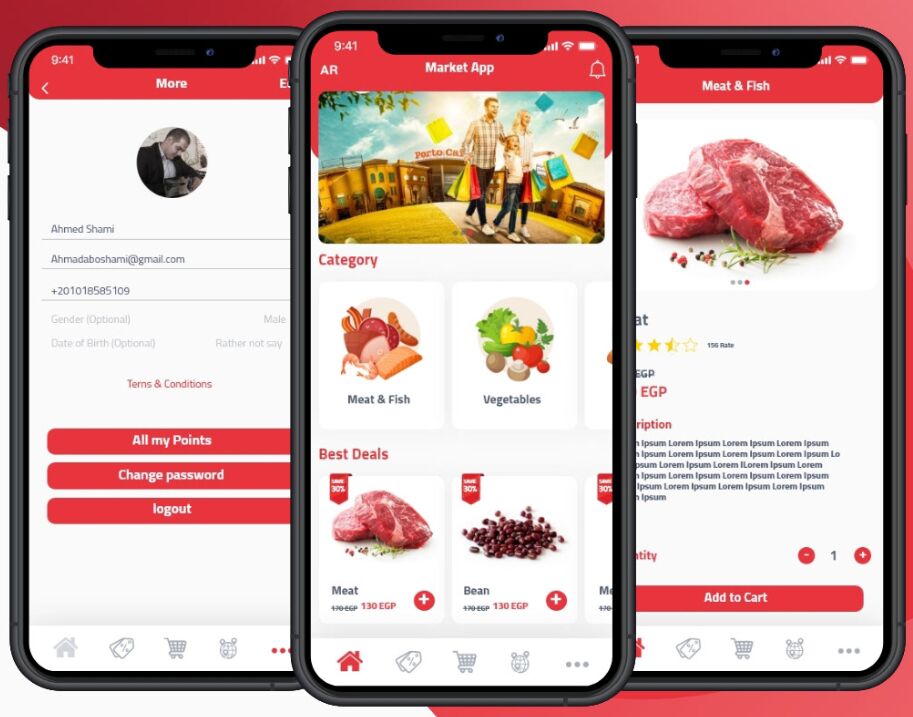 9:41
More
Ahmed Shami
Ahmadaboshami@gmail.com
+201018585109
Gender (Optional)
Male
Date of Birth (Optional)
Rather not say
Terns & Conditions
All my Points
Change password
logout
9:41
AR
Market App
Porto Cai
Category
Meat & Fish
Vegetables
Best Deals
SAVE
30%
SAVE
30%
SAVE
30%
Meat
170 EGP 130 EGP
Bean
170 EGP 130 EGP
Me
170
Meat & Fish
at
156 Rate
EGP
EGP
ription
Ipsum Lorem Ipsum Lorem Ipsum Lorem Ipsum
Ipsum Lorem Ipsum Lorem Ipsum Lorem Ipsum Lo
psum Lorem Ipsum Lorem ILorem Ipsum Lorem
Ipsum Lorem Ipsum Lorem Ipsum Lorem Ipsum
Ipsum Lorem Ipsum Lorem Ipsum Lorem Ipsum
Ipsum
ntity
-
1
+
Add to Cart